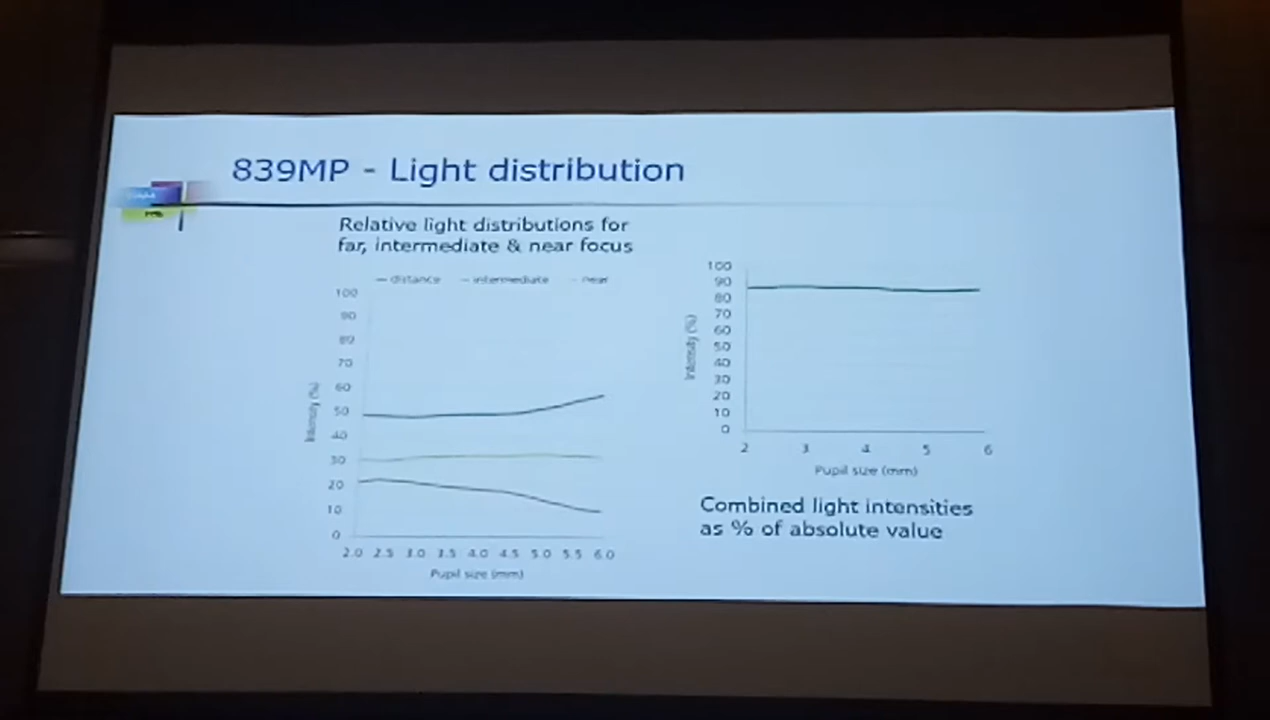 839MP - Light distribution
Relative light distributions for
far, intermediate & near focus
distance intermediate near
100
90
80
70
60
50
40
30
20
10
0
Intensity (%)
2.0 2.5 3.0 3.5 4.0 4.5 5.0 5.5 6.0
Pupil size (mm)
100
90
80
70
60
50
40
30
20
10
0
Intensity (%)
2 3 4 5 6
Pupil size (mm)
Combined light intensities
as % of absolute value